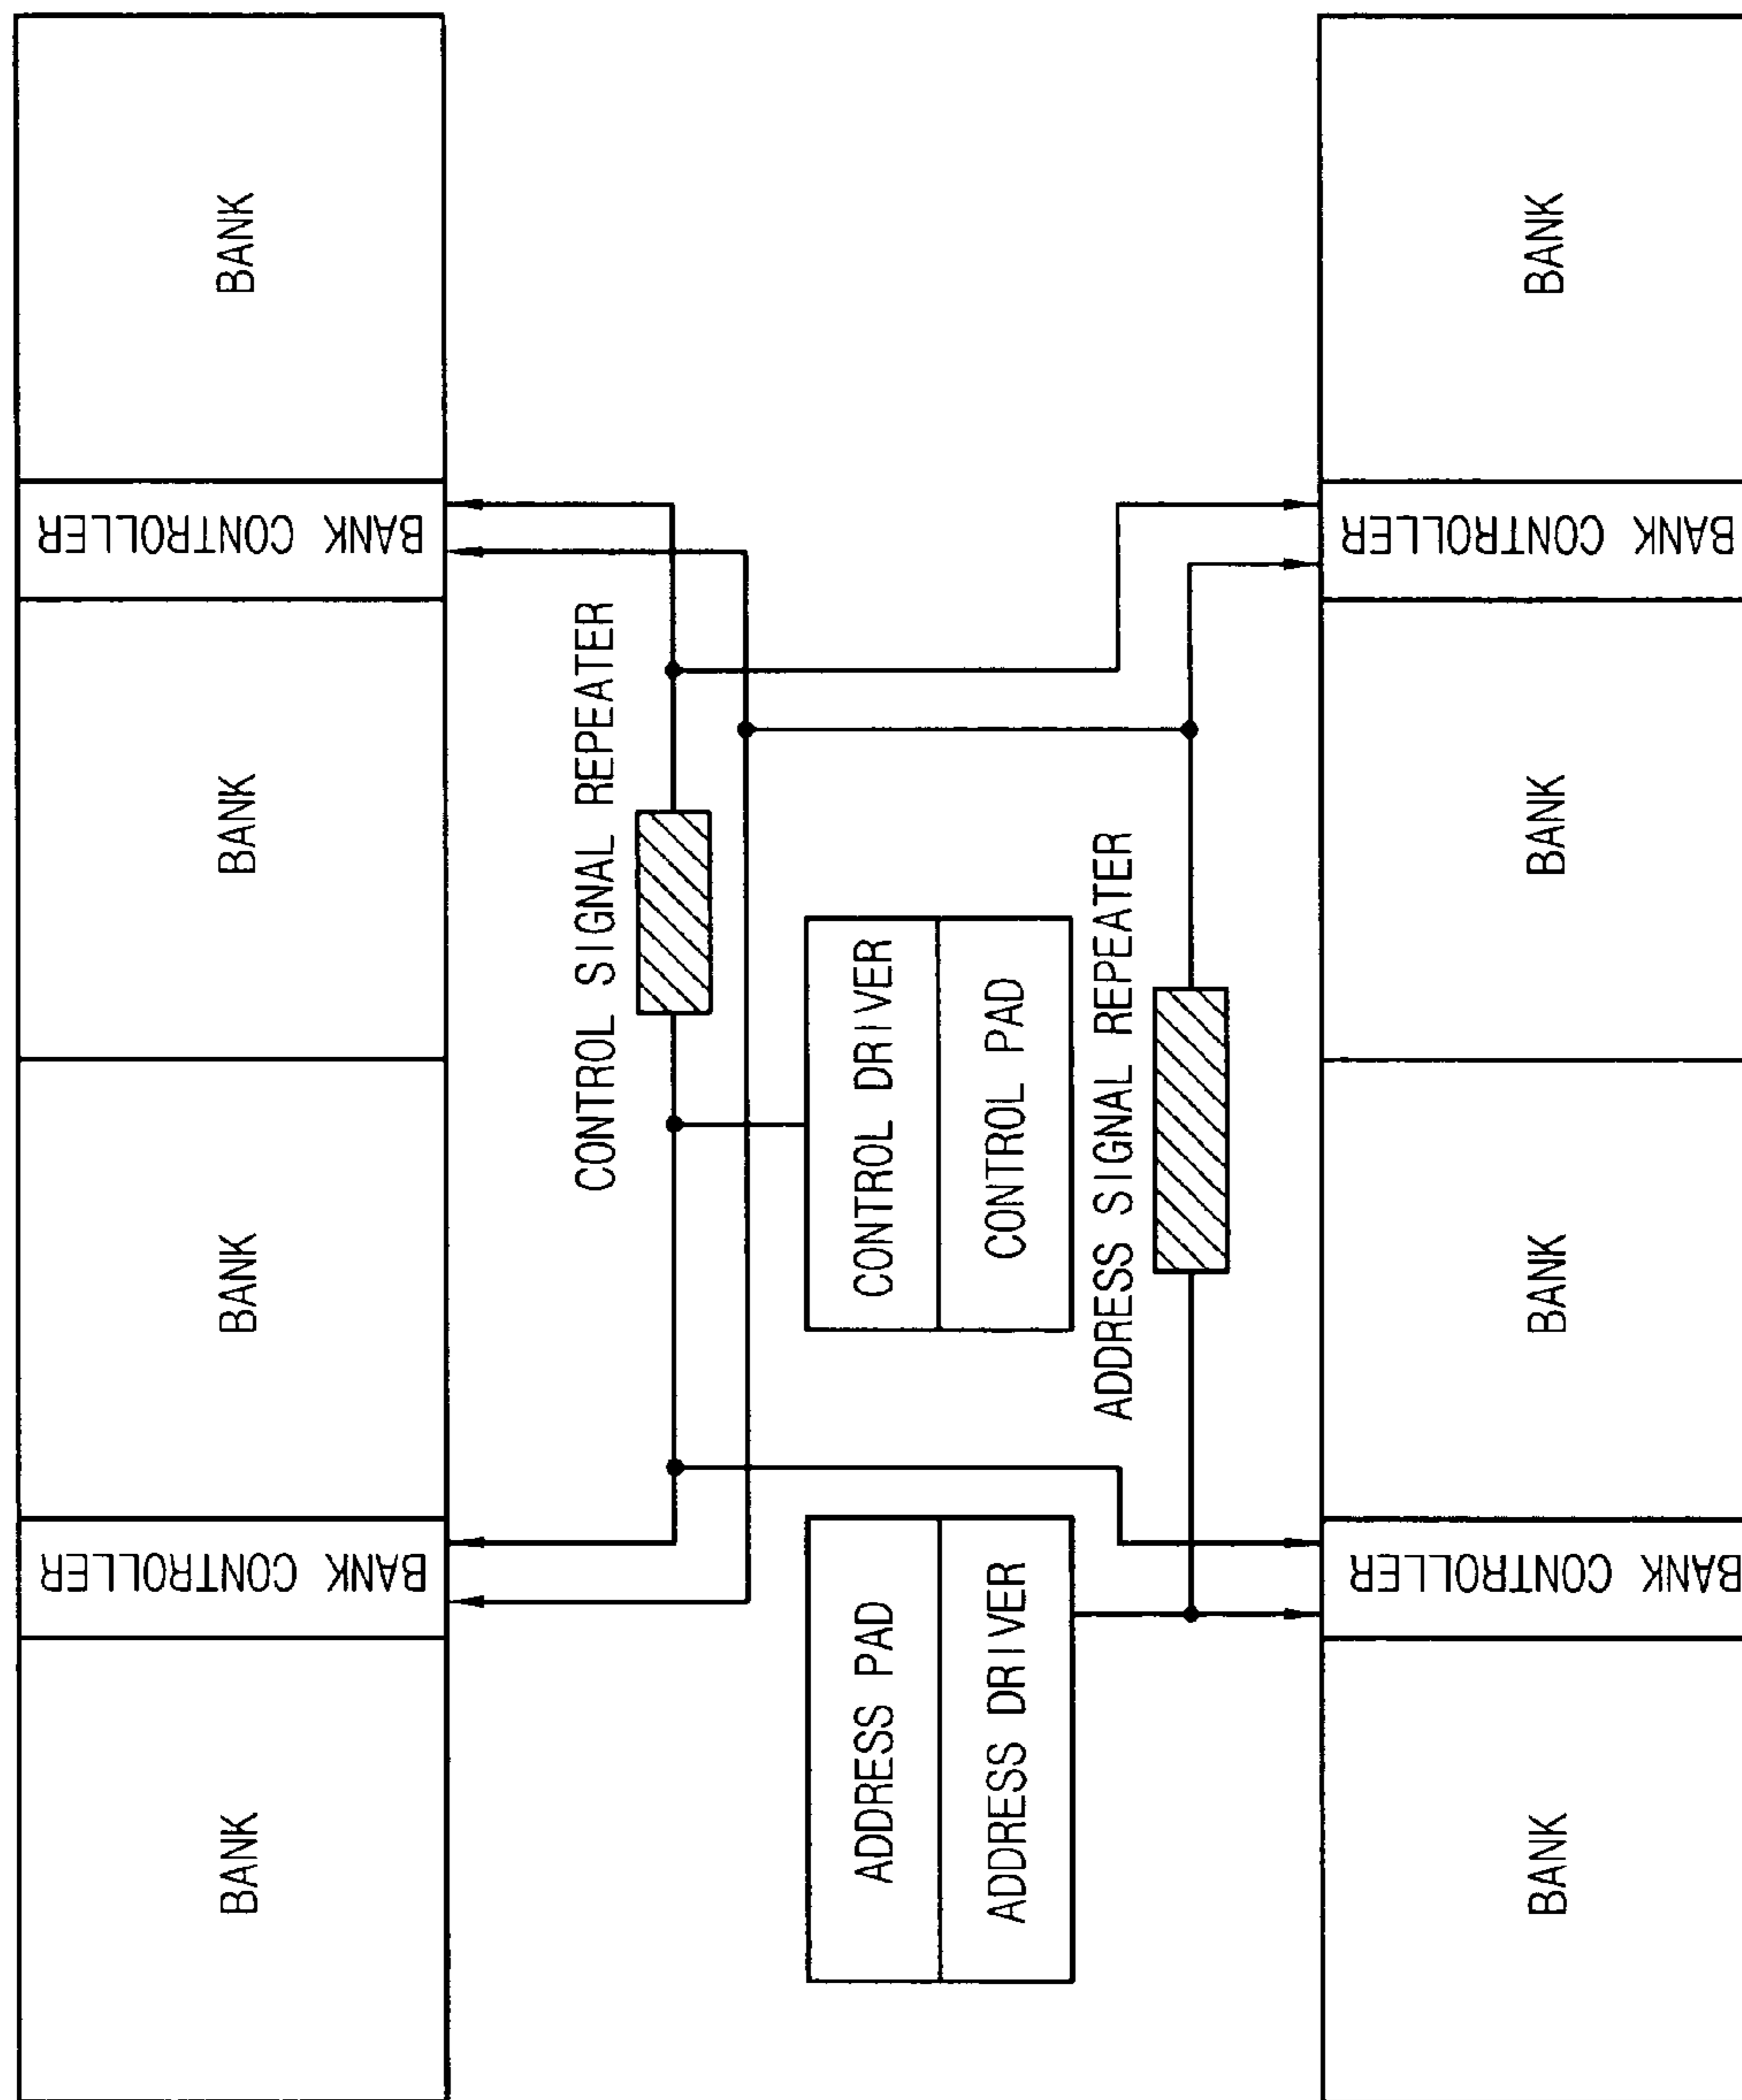 BANK
BANK CONTROLLER
BANK
BANK
BANK CONTROLLER
BANK
CONTROL SIGNAL REPEATER
ADDRESS PAD
ADDRESS DRIVER
CONTROL DRIVER
CONTROL PAD
ADDRESS SIGNAL REPEATER
BANK
BANK CONTROLLER
BANK
BANK
BANK CONTROLLER
BANK